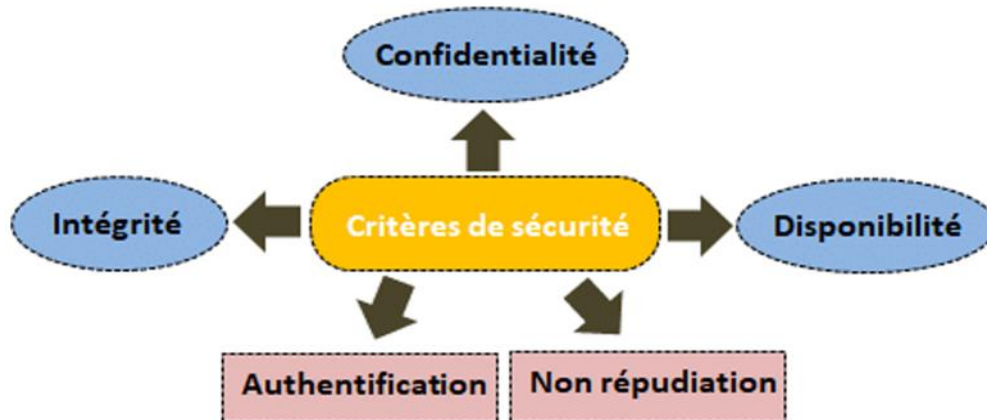 Confidentialité
Intégrité
Critères de sécurité
Disponibilité
Authentification
Non répudiation